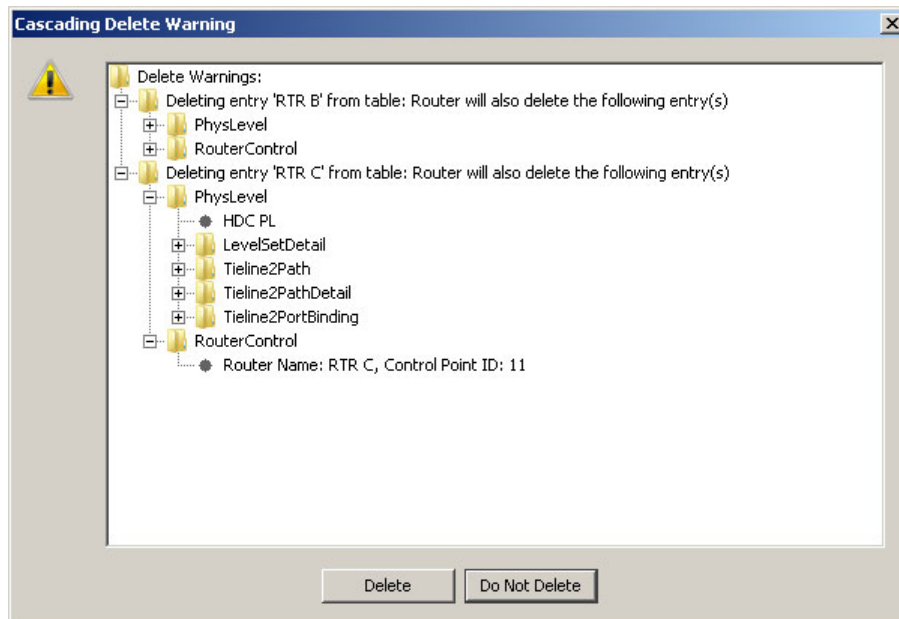 Cascading Delete Warning
Delete Warnings:
Deleting entry 'RTR B' from table: Router will also delete the following entry(s)
PhysLevel
RouterControl
Deleting entry 'RTR C' from table: Router will also delete the following entry(s)
PhysLevel
HDC PL
LevelSetDetail
Tieline2Path
Tieline2PathDetail
Tieline2PortBinding
RouterControl
Router Name: RTR C, Control Point ID: 11
Delete Do Not Delete